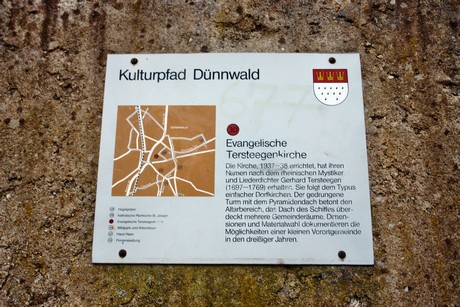 Kulturpfad Dünnwald
Evangelische
Tersteegenkirche
Die Kirche, 1937–38 errichtet, hat ihren
Namen nach dem rheinischen Mystiker
und Liederdichter Gerhard Tersteegen
(1697–1769) erhalten. Sie folgt dem Typus
einfacher Dorfkirchen. Der gedrungene
Turm mit dem Pyramidendach betont den
Altarbereich, das Dach des Schiffes über-
deckt mehrere Gemeinderäume. Dimen-
sionen und Materialwahl dokumentieren die
Möglichkeiten einer kleinen Vorortgemeinde
in den dreißiger Jahren.
Evangelische